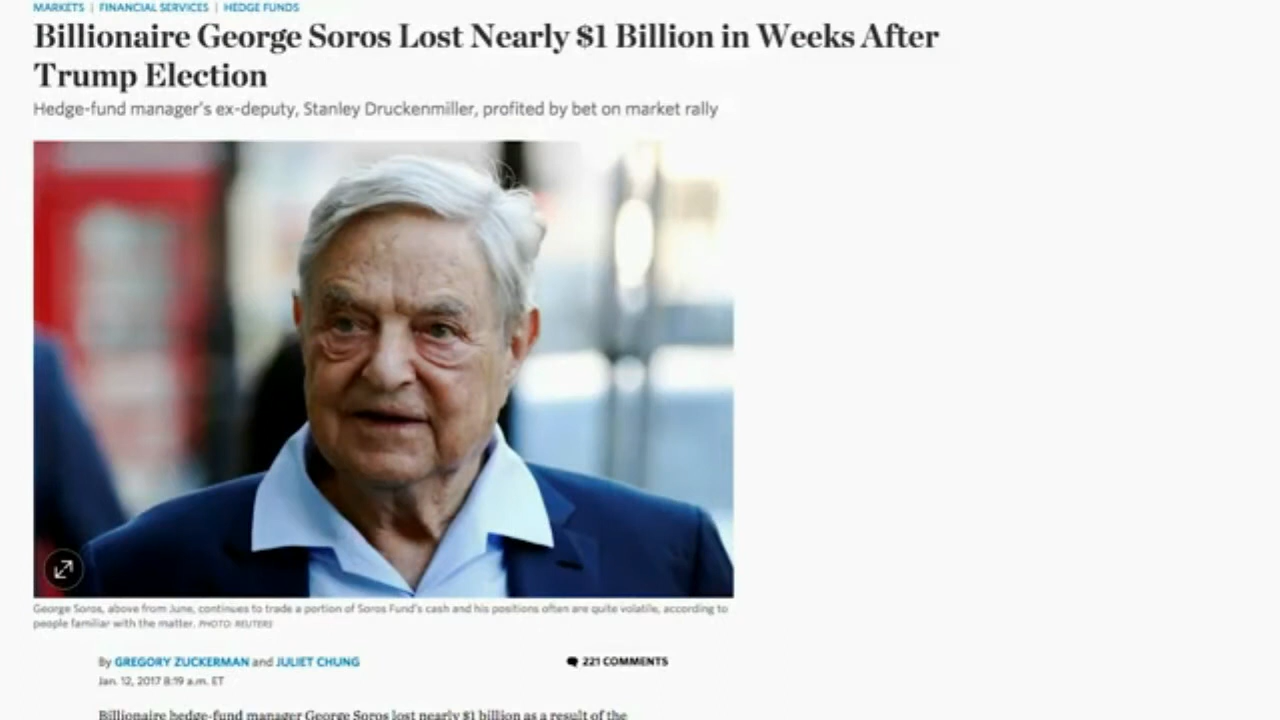 MARKETS | FINANCIAL SERVICES | HEDGE FUNDS
Billionaire George Soros Lost Nearly $1 Billion in Weeks After
Trump Election
Hedge-fund manager's ex-deputy, Stanley Druckenmiller, profited by bet on market rally
George Soros, above from June, continues to trade a portion of Soros Fund's cash and his positions often are quite volatile, according to
people familiar with the matter. PHOTO: REUTERS
By GREGORY ZUCKERMAN and JULIET CHUNG
221 COMMENTS
Jan. 12, 2017 8:19 a.m. ET
Billionaire hedge-fund manager George Soros lost nearly $1 billion as a result of the